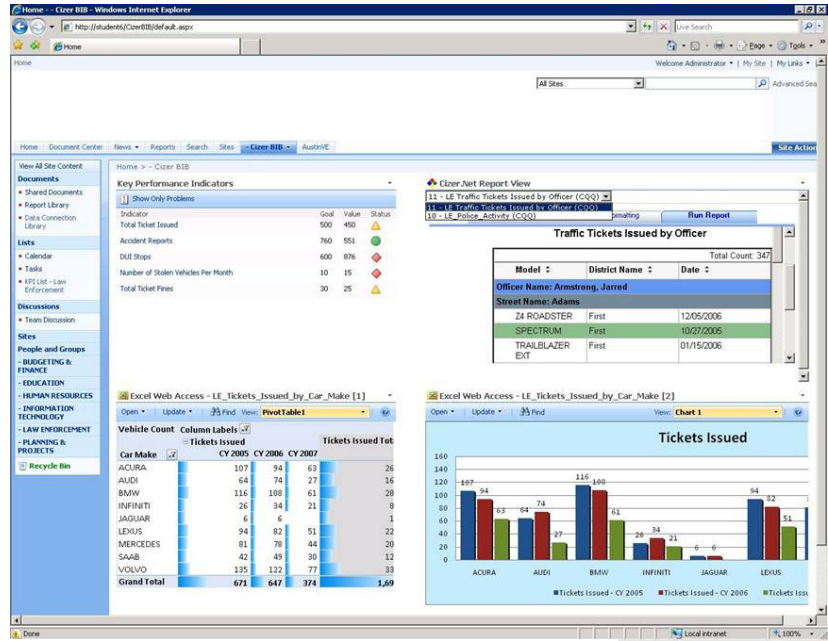 Home - - Cizer BIB - Windows Internet Explorer
http://student6/CizerBIB/default.aspx
Live Search
Home
Page Tools
Home
Welcome Administrator | My Site | My Links
All Sites
Advanced Sea
Home Document Center News Reports Search Sites - Cizer BIB AustinVE
Site Action
View All Site Content
Documents
Shared Documents
Report Library
Data Connection
Library
Lists
Calendar
Tasks
KPI List - Law
Enforcement
Discussions
Team Discussion
Sites
People and Groups
- BUDGETING &
FINANCE
- EDUCATION
- HUMAN RESOURCES
- INFORMATION
TECHNOLOGY
- LAW ENFORCEMENT
- PLANNING &
PROJECTS
Recycle Bin
Home > - Cizer BIB
Key Performance Indicators
Show Only Problems
Indicator Goal Value Status
Total Ticket Issued 500 450
Accident Reports 760 551
DUI Stops 600 876
Number of Stolen Vehicles Per Month 10 15
Total Ticket Fines 30 25
Cizer.Net Report View
11 - LE Traffic Tickets Issued by Officer (CQQ)
11 - LE Traffic Tickets Issued by Officer (CQQ)
10 - LE_Police_Activity (CQQ)
rmatting Run Report
Traffic Tickets Issued by Officer
Total Count: 347
Model District Name Date
Officer Name: Armstrong, Jarred
Street Name: Adams
Z4 ROADSTER First 12/05/2006
SPECTRUM First 10/27/2005
TRAILBLAZER First 01/15/2006
EXT
Excel Web Access - LE_Tickets_Issued_by_Car_Make [1]
Open Update Find View: PivotTable1
Vehicle Count Column Labels
Tickets Issued Tickets Issued Tot
Car Make CY 2005 CY 2006 CY 2007
ACURA 107 94 63 26
AUDI 64 74 27 16
BMW 116 108 61 28
INFINITI 26 34 21 8
JAGUAR 6 6 1
LEXUS 94 82 51 22
MERCEDES 81 78 44 20
SAAB 42 49 30 12
VOLVO 135 122 77 33
Grand Total 671 647 374 1,69
Excel Web Access - LE_Tickets_Issued_by_Car_Make [2]
Open Update Find View: Chart 1
Tickets Issued
160
140
120
100
80
60
40
20
0
107 94 63
64 74 27
116 108 61
26 34 21
6 6
94 82 51
ACURA AUDI BMW INFINITI JAGUAR LEXUS
Tickets Issued - CY 2005 Tickets Issued - CY 2006 Tickets Issu
Done
Local intranet
100%